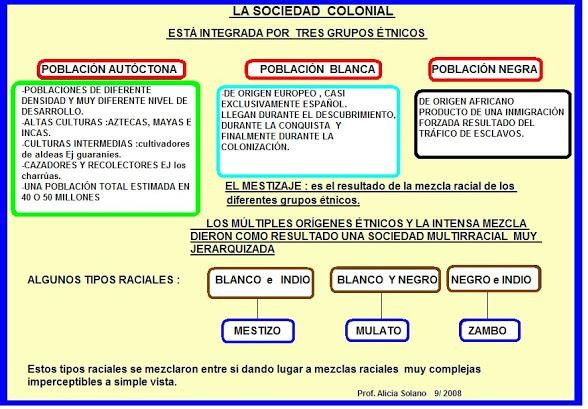 LA SOCIEDAD COLONIAL
ESTÁ INTEGRADA POR TRES GRUPOS ÉTNICOS
POBLACIÓN AUTÓCTONA
-POBLACIONES DE DIFERENTE
DENSIDAD Y MUY DIFERENTE NIVEL DE
DESARROLLO.
-ALTAS CULTURAS :AZTECAS, MAYAS E
INCAS.
-CULTURAS INTERMEDIAS :cultivadores
de aldeas Ej guaraníes.
-CAZADORES Y RECOLECTORES EJ los
charrúas.
-UNA POBLACIÓN TOTAL ESTIMADA EN
40 O 50 MILLONES
POBLACIÓN BLANCA
-DE ORIGEN EUROPEO , CASI
EXCLUSIVAMENTE ESPAÑOL.
LLEGAN DURANTE EL DESCUBRIMIENTO,
DURANTE LA CONQUISTA Y
FINALMENTE DURANTE LA
COLONIZACIÓN.
POBLACIÓN NEGRA
DE ORIGEN AFRICANO
PRODUCTO DE UNA INMIGRACIÓN
FORZADA RESULTADO DEL
TRÁFICO DE ESCLAVOS.
EL MESTIZAJE : es el resultado de la mezcla racial de los
diferentes grupos étnicos.
LOS MÚLTIPLES ORÍGENES ÉTNICOS Y LA INTENSA MEZCLA
DIERON COMO RESULTADO UNA SOCIEDAD MULTIRRACIAL MUY
JERARQUIZADA
ALGUNOS TIPOS RACIALES :
BLANCO e INDIO
BLANCO Y NEGRO
NEGRO e INDIO
MESTIZO
MULATO
ZAMBO
Estos tipos raciales se mezclaron entre si dando lugar a mezclas raciales muy complejas
imperceptibles a simple vista.
Prof. Alicia Solano 9/ 2008